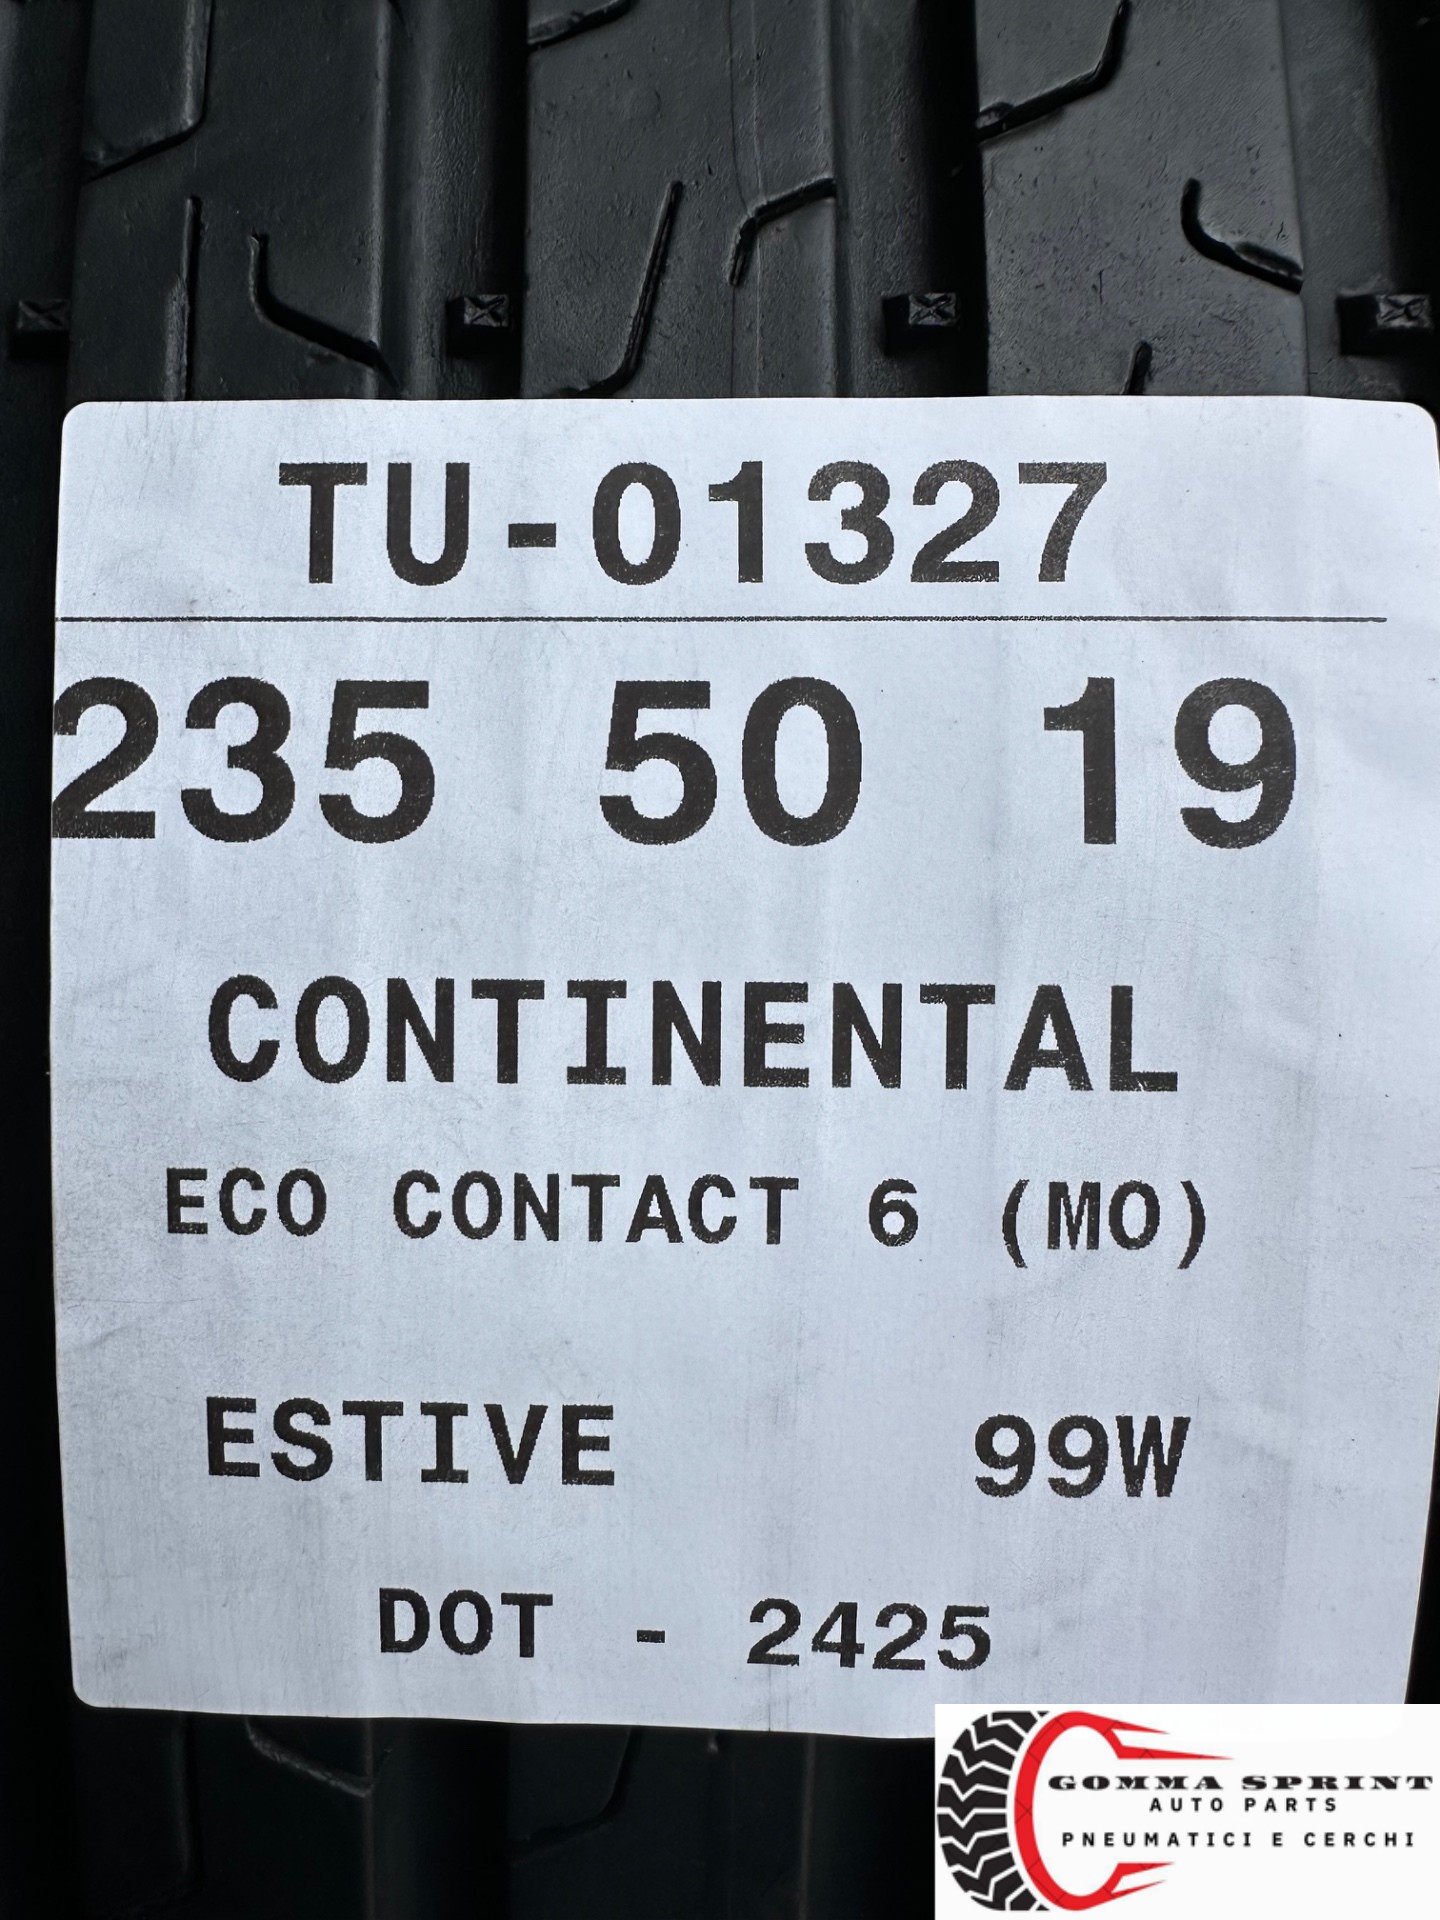 TU-01327
235 50 19
CONTINENTAL
ECO CONTACT 6 (MO)
ESTIVE 99W
DOT - 2425
GOMMA SPRINT
AUTO PARTS
PNEUMATICI E CERCHI